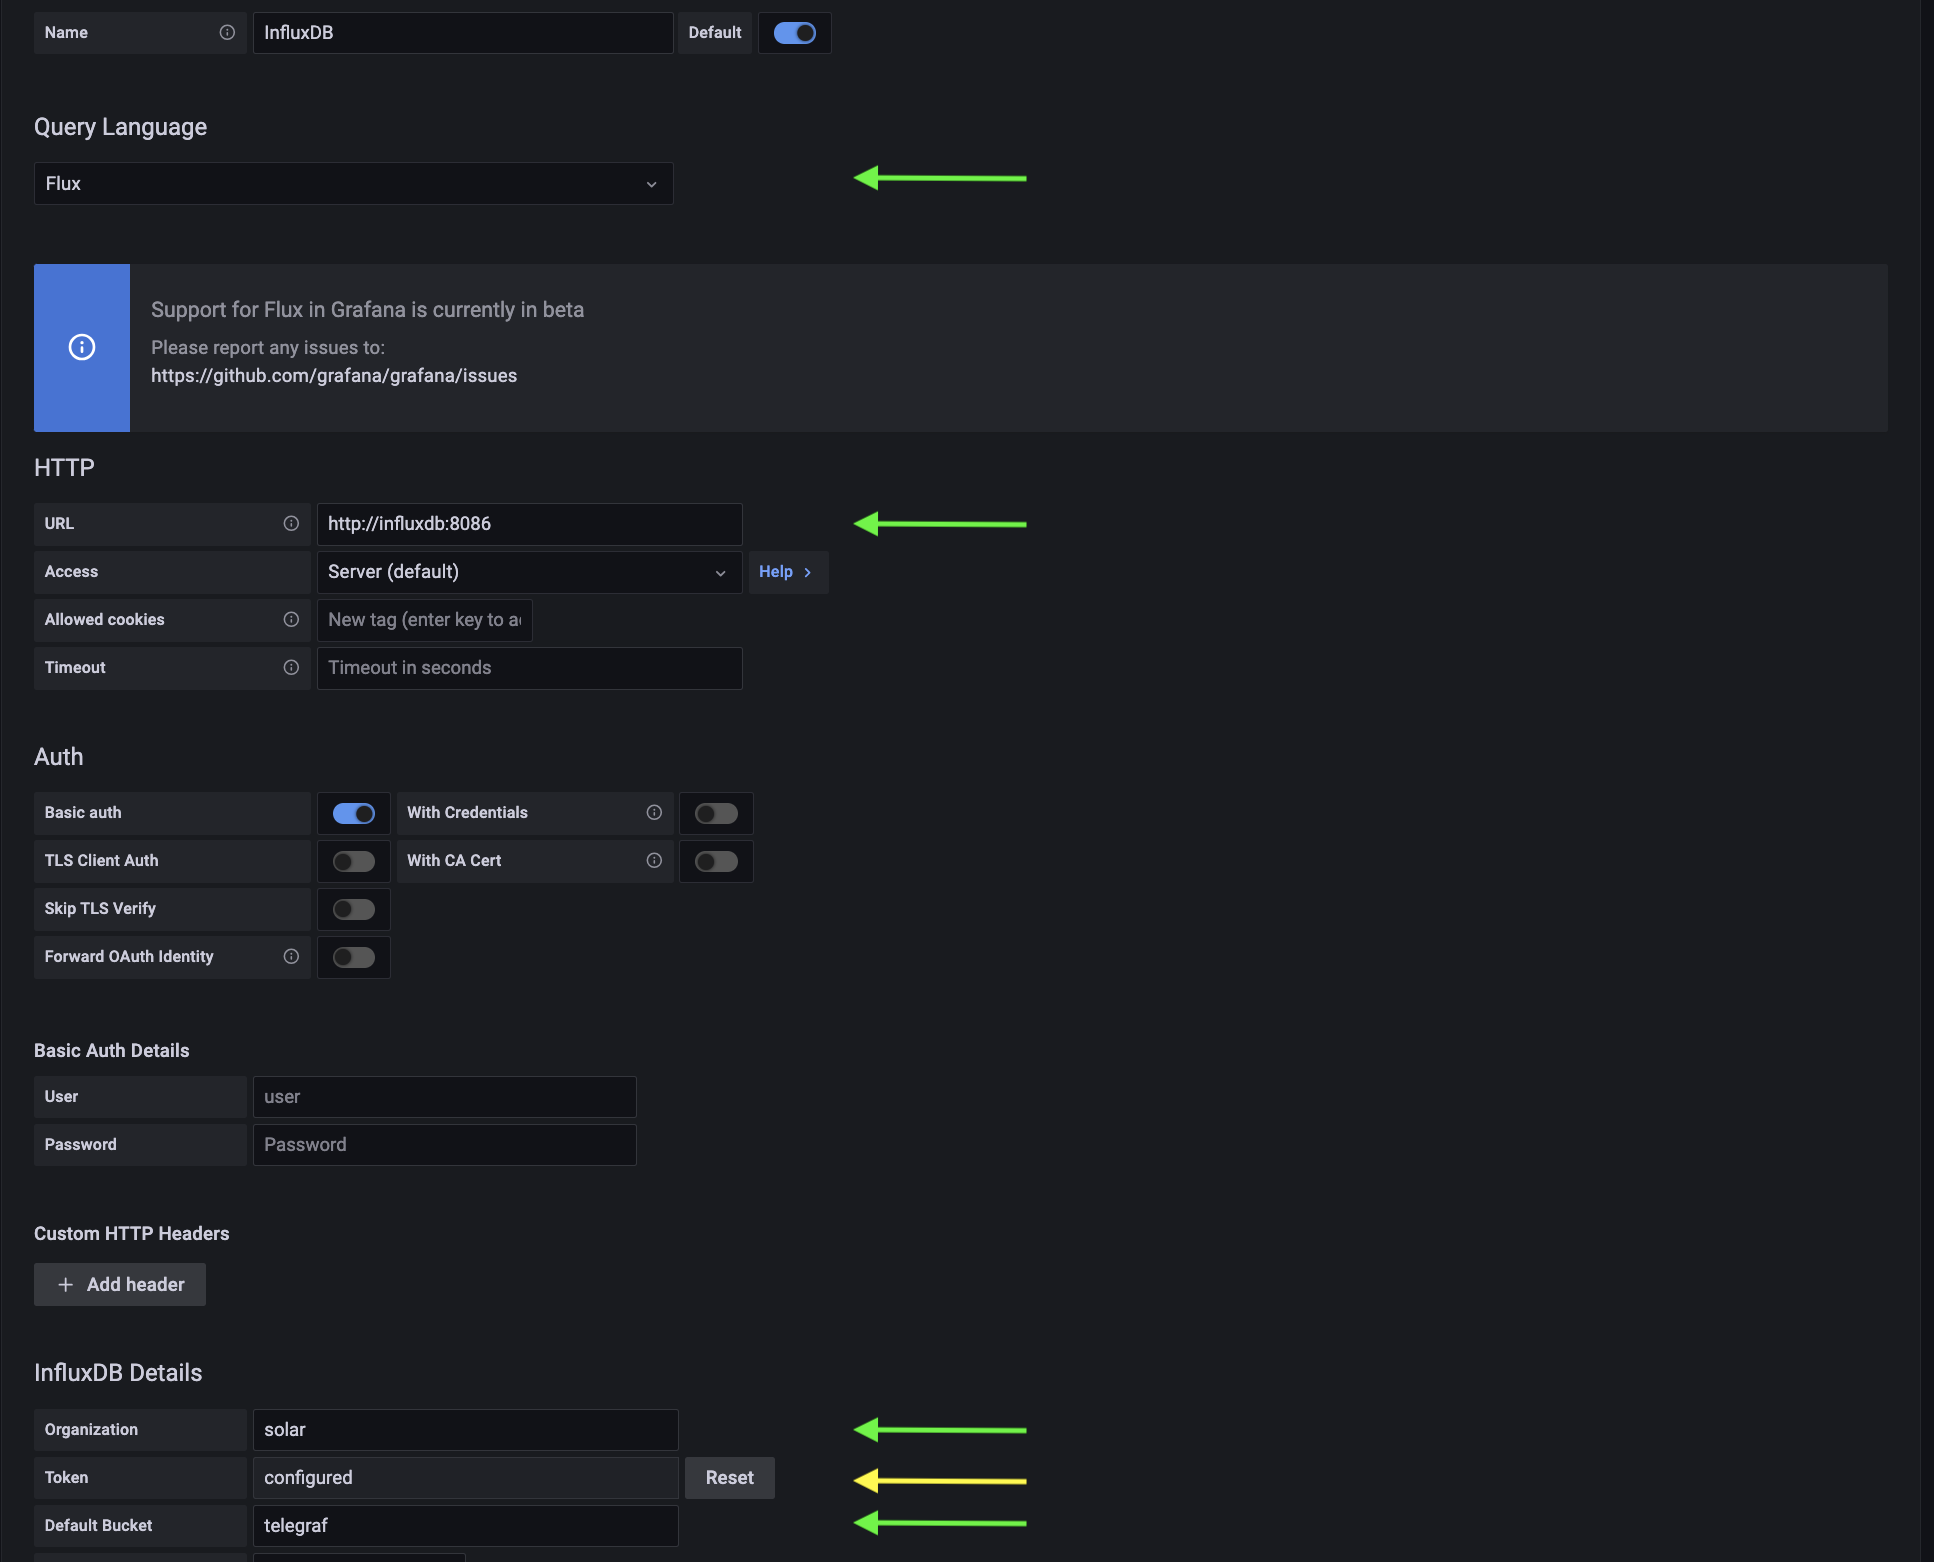 Name InfluxDB Default
Query Language
Flux
Support for Flux in Grafana is currently in beta
Please report any issues to:
https://github.com/grafana/grafana/issues
HTTP
URL http://influxdb:8086
Access Server (default) Help
Allowed cookies New tag (enter key to a
Timeout Timeout in seconds
Auth
Basic auth With Credentials
TLS Client Auth With CA Cert
Skip TLS Verify
Forward OAuth Identity
Basic Auth Details
User user
Password Password
Custom HTTP Headers
+ Add header
InfluxDB Details
Organization solar
Token configured Reset
Default Bucket telegraf